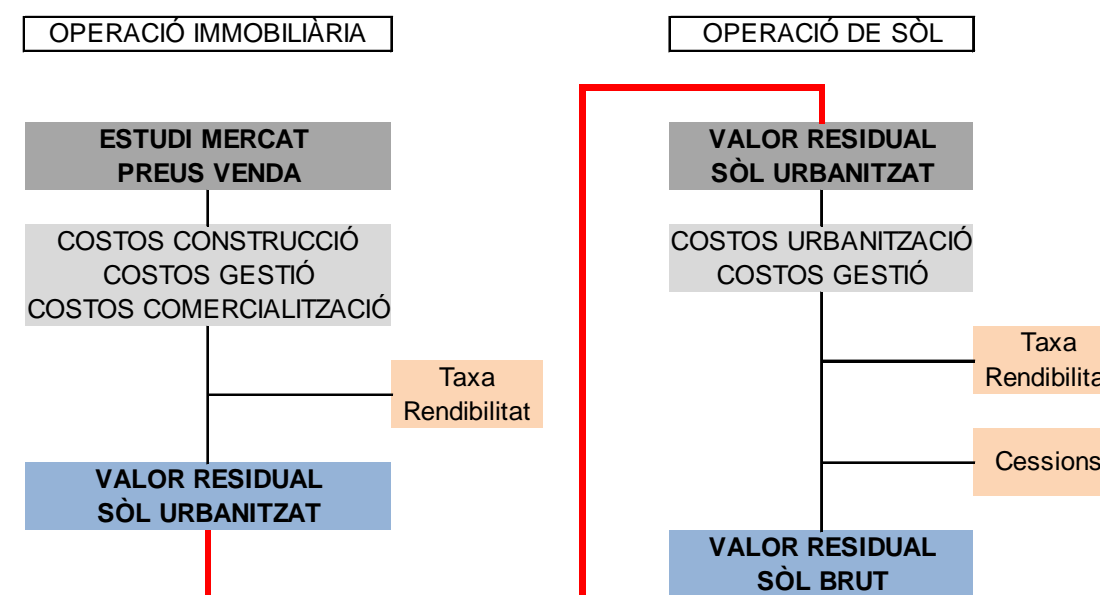 OPERACIÓ IMMOBILIÀRIA
ESTUDI MERCAT
PREUS VENDA
COSTOS CONSTRUCCIÓ
COSTOS GESTIÓ
COSTOS COMERCIALITZACIÓ
Taxa
Rendibilitat
VALOR RESIDUAL
SÒL URBANITZAT
OPERACIÓ DE SÒL
VALOR RESIDUAL
SÒL URBANITZAT
COSTOS URBANITZACIÓ
COSTOS GESTIÓ
Taxa
Rendibilita
Cessions
VALOR RESIDUAL
SÒL BRUT